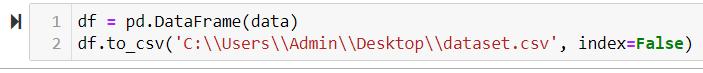 1 df = pd.DataFrame(data)
2 df.to_csv('C:\\Users\\Admin\\Desktop\\dataset.csv', index=False)